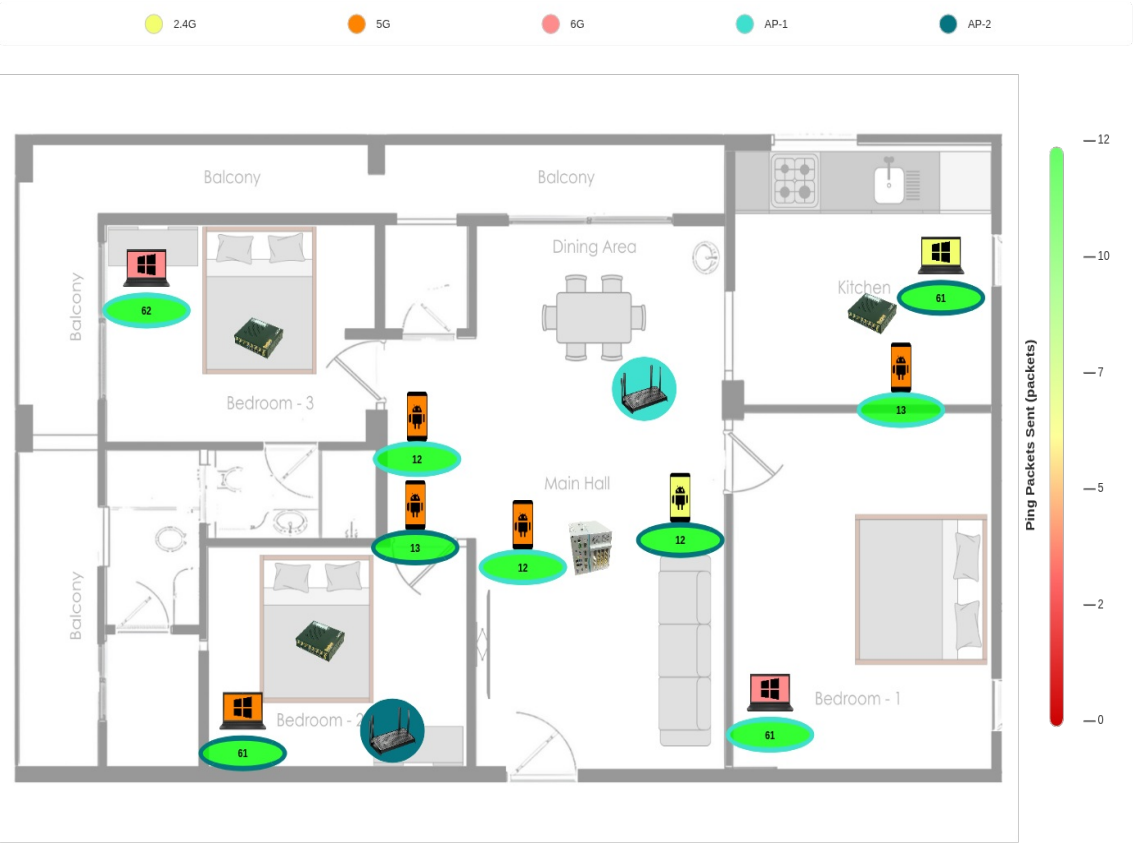 2.4G
5G
6G
AP-1
AP-2
Balcony
Balcony
12
10
7
5
2
0
Ping Packets Sent (packets)
Dining Area
Kitchen
61
62
Balcony
Bedroom - 3
13
12
Main Hall
13
12
12
Balcony
Bedroom - 2
Bedroom - 1
61
61